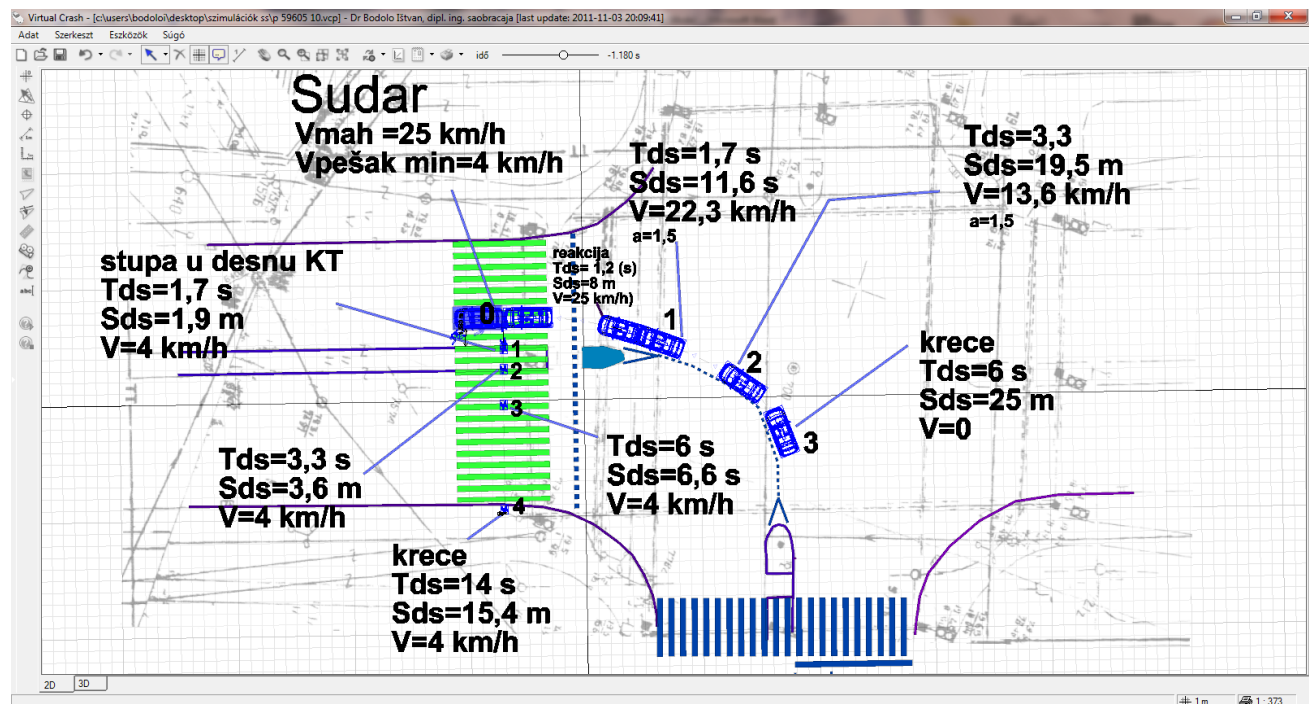 Virtual Crash - [c:\users\bodoloi\desktop\szimulációk ss\p 59605 10.vcp] - Dr Bodolo Ištvan, dipl. ing. saobracaja [last update: 2011-11-03 20:09:41]
Adat Szerkeszt Eszközök Súgó
idő -1.180 s
Sudar
Vmah =25 km/h
Vpešak min=4 km/h
Tds=1,7 s
Sds=11,6 s
V=22,3 km/h
a=1,5
Tds=3,3
Sds=19,5 m
V=13,6 km/h
a=1,5
stupa u desnu KT
Tds=1,7 s
Sds=1,9 m
V=4 km/h
reakcija
Tds= 1,2 (s)
Sds=8 m
V=25 km/h)
0
1
2
3
4
1
2
3
krece
Tds=6 s
Sds=25 m
V=0
Tds=3,3 s
Sds=3,6 m
V=4 km/h
Tds=6 s
Sds=6,6 s
V=4 km/h
krece
Tds=14 s
Sds=15,4 m
V=4 km/h
2D 3D
1 m 1 : 373